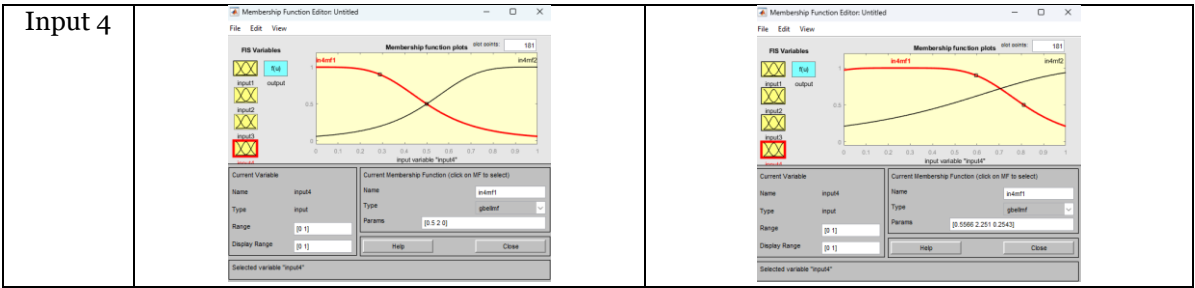 Input 4
Membership Function Editor: Untitled
File Edit View
FIS Variables
Membership function plots plot points: 181
f(u)
input1 output
input2
input3
in4mf1 in4mf2
1
0.5
0
0 0.1 0.2 0.3 0.4 0.5 0.6 0.7 0.8 0.9 1
input variable "input4"
Current Variable
Name input4
Type input
Range [0 1]
Display Range [0 1]
Current Membership Function (click on MF to select)
Name in4mf1
Type gbellmf
Params [0.5 2 0]
Help Close
Selected variable "input4"
Membership Function Editor: Untitled
File Edit View
FIS Variables
Membership function plots plot points: 181
f(u)
input1 output
input2
input3
in4mf1 in4mf2
1
0.5
0
0 0.1 0.2 0.3 0.4 0.5 0.6 0.7 0.8 0.9 1
input variable "input4"
Current Variable
Name input4
Type input
Range [0 1]
Display Range [0 1]
Current Membership Function (click on MF to select)
Name in4mf1
Type gbellmf
Params [0.5566 2.251 0.2543]
Help Close
Selected variable "input4"